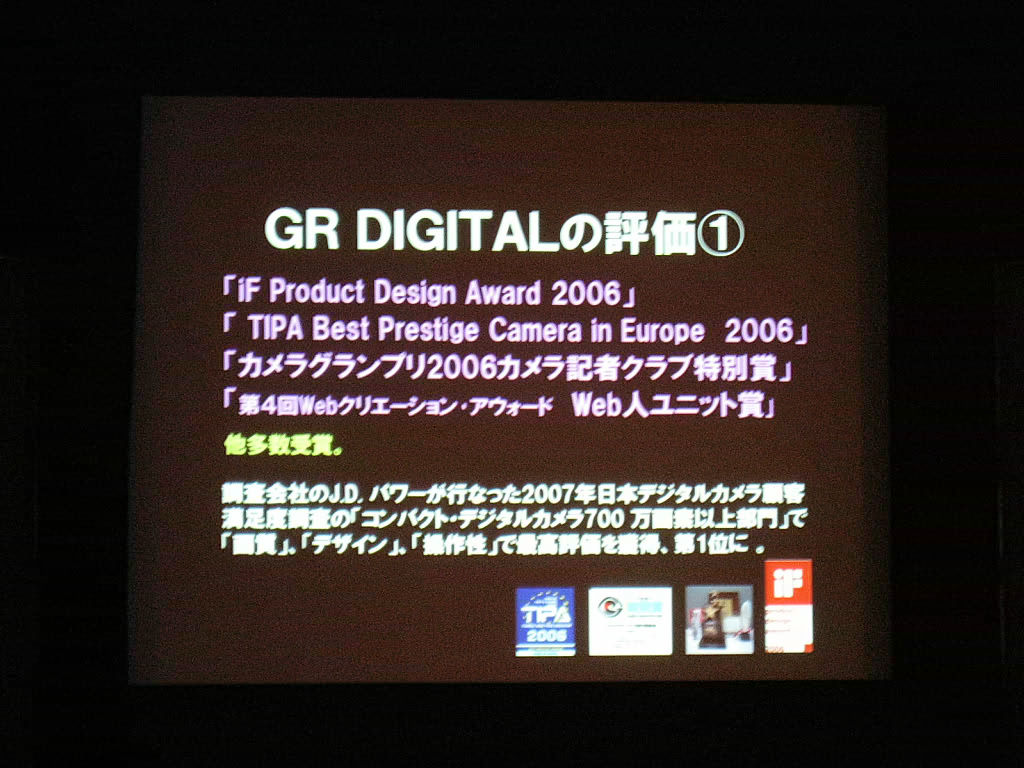 GR DIGITALの評価①
「iF Product Design Award 2006」
「 TIPA Best Prestige Camera in Europe 2006」
「カメラグランプリ2006カメラ記者クラブ特別賞」
「第4回Webクリエーション・アウォード Web人ユニット賞」
他多数受賞。
調査会社のJ.D. パワーが行なった2007年日本デジタルカメラ顧客
満足度調査の「コンパクト・デジタルカメラ700 万画素以上部門」で
「画質」、「デザイン」、「操作性」で最高評価を獲得、第1位に 。
TIPA
2006
iF
product
design